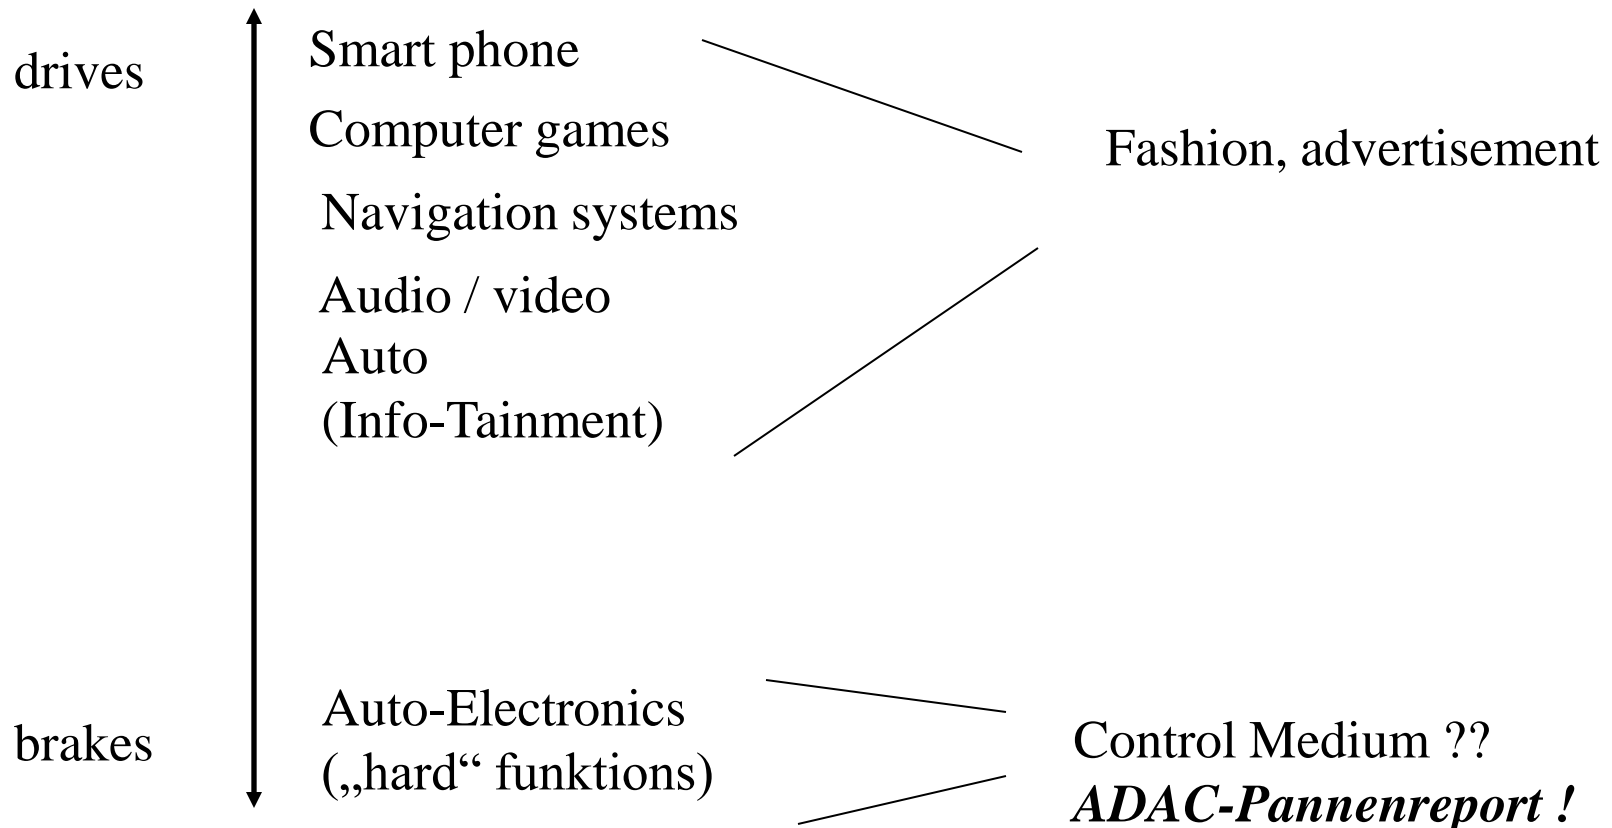 drives
Smart phone
Computer games
Fashion, advertisement
Navigation systems
Audio / video
Auto
(Info-Tainment)
brakes
Auto-Electronics
(„hard“ funktions)
Control Medium ??
ADAC-Pannenreport !